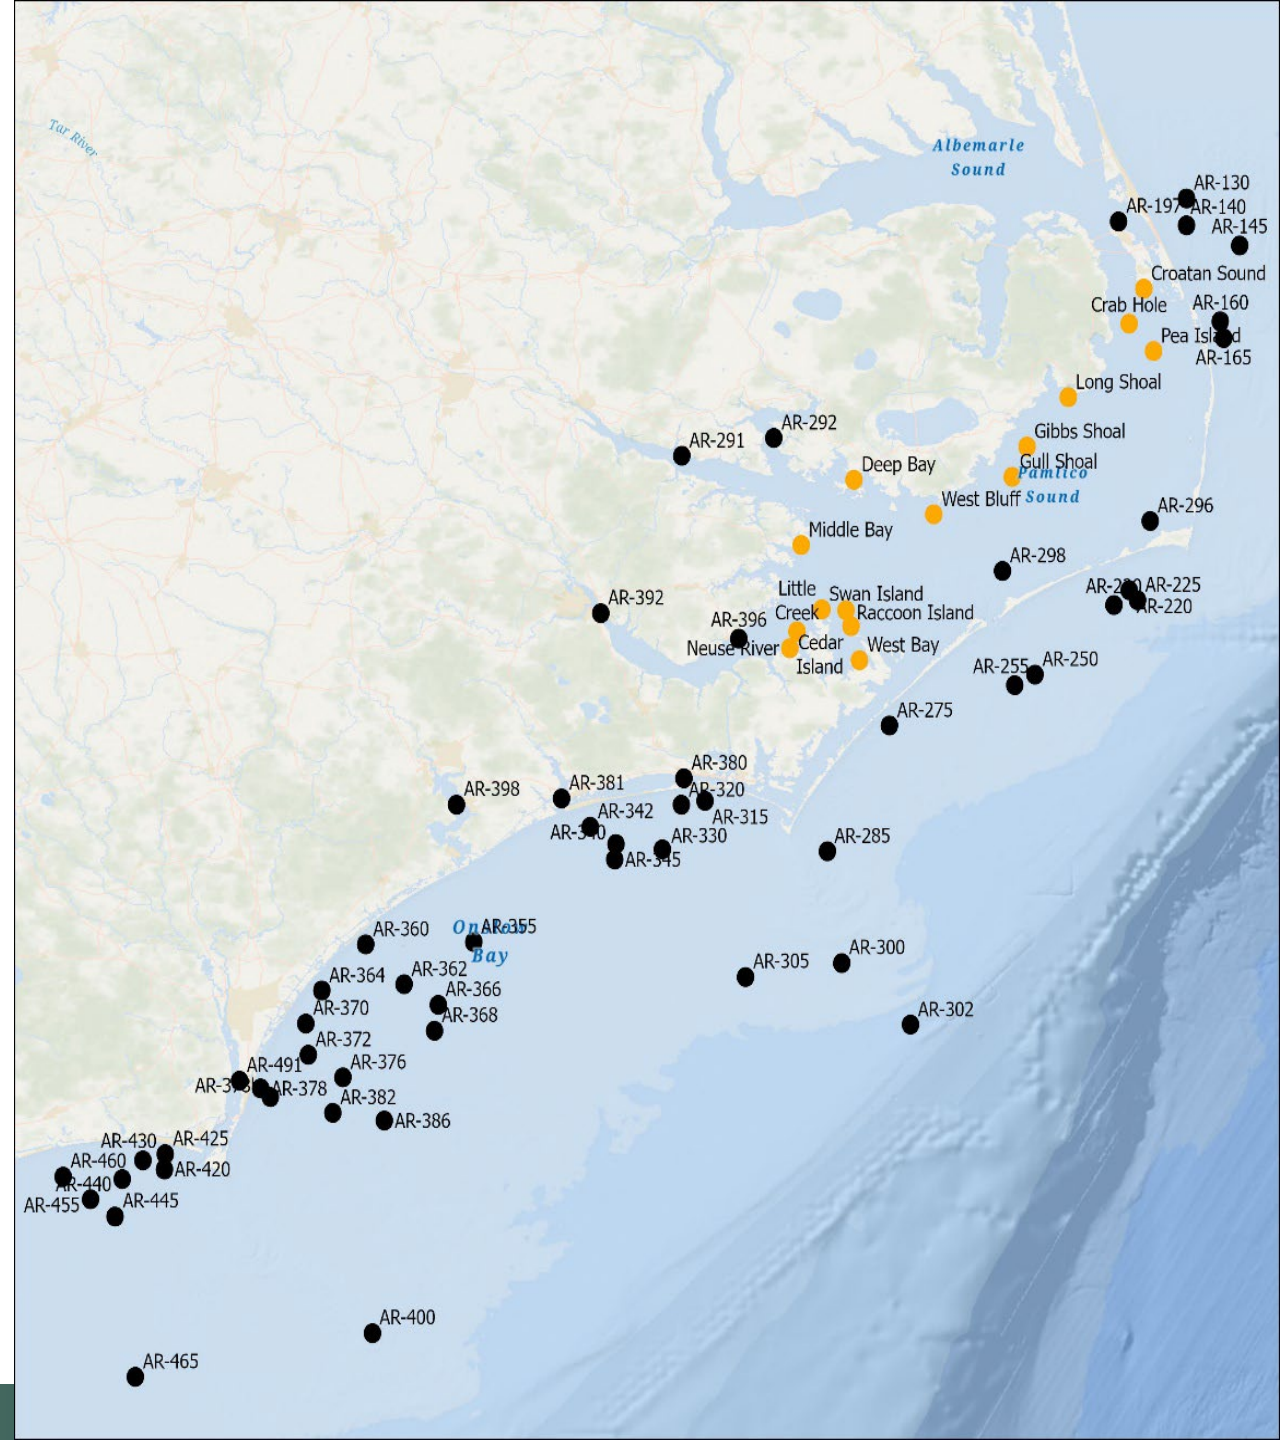 Tar River
Albemarle
Sound
AR-130
AR-197
AR-140
AR-145
Croatan Sound
AR-160
Crab Hole
Pea Island
AR-165
Long Shoal
AR-292
Gibbs Shoal
AR-291
Gull Shoal
Deep Bay
Pamlico
Sound
West Bluff
AR-296
Middle Bay
AR-298
AR-225
AR-220
Little
Creek
Swan Island
AR-392
Raccoon Island
AR-396
Neuse River
Cedar
Island
West Bay
AR-255
AR-250
AR-275
AR-380
AR-381
AR-398
AR-320
AR-342
AR-315
AR-340
AR-330
AR-285
AR-345
AR-360
AR-355
Onslow
Bay
AR-300
AR-305
AR-364
AR-362
AR-366
AR-370
AR-368
AR-302
AR-372
AR-491
AR-376
AR-378
AR-382
AR-386
AR-430
AR-425
AR-460
AR-420
AR-440
AR-455
AR-445
AR-400
AR-465